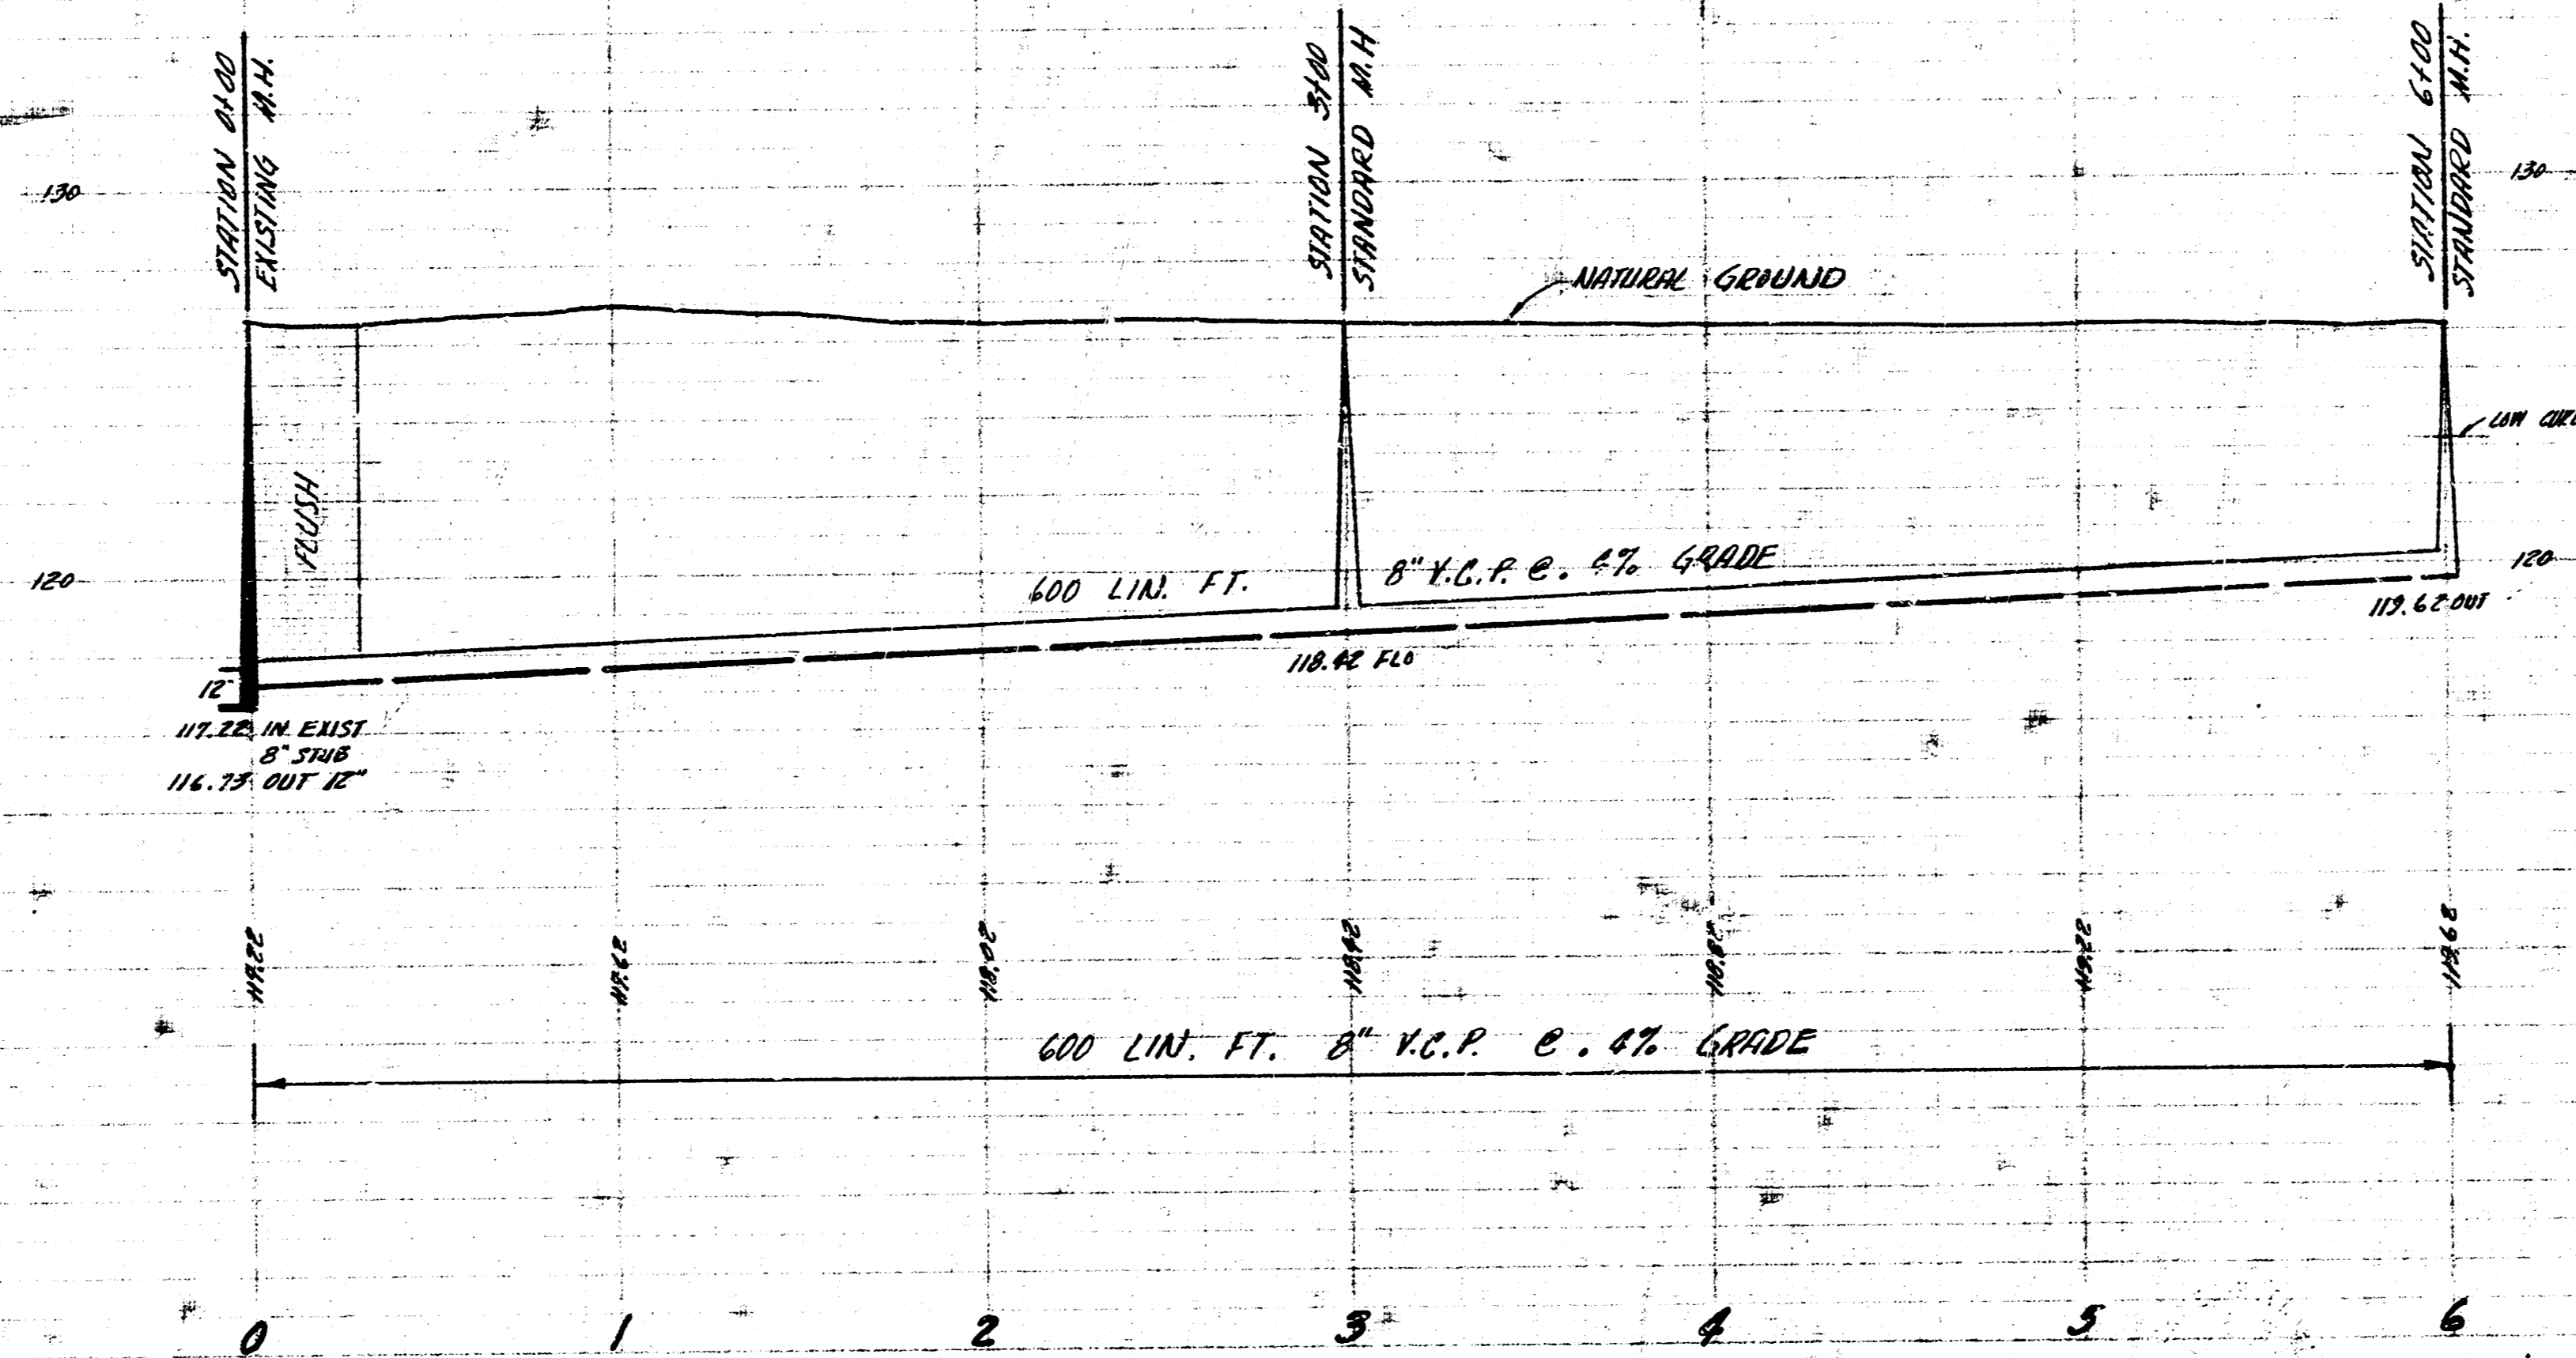 STATION 0+00
EXISTING M.H.
STATION 3+00
STANDARD M.H
STATION 6+00
STANDARD M.H.
130
130
NATURAL GROUND
LOW
FLUSH
120
600 LIN. FT.
8" V.C.P. @ .4% GRADE
120
119.62 OUT
118.42 FLO
12"
117.22 IN EXIST
8" STUB
116.73 OUT 12"
117.22
117.62
118.02
118.42
118.82
119.22
119.62
600 LIN. FT. 8" V.C.P. @ .4% GRADE
0 1 2 3 4 5 6